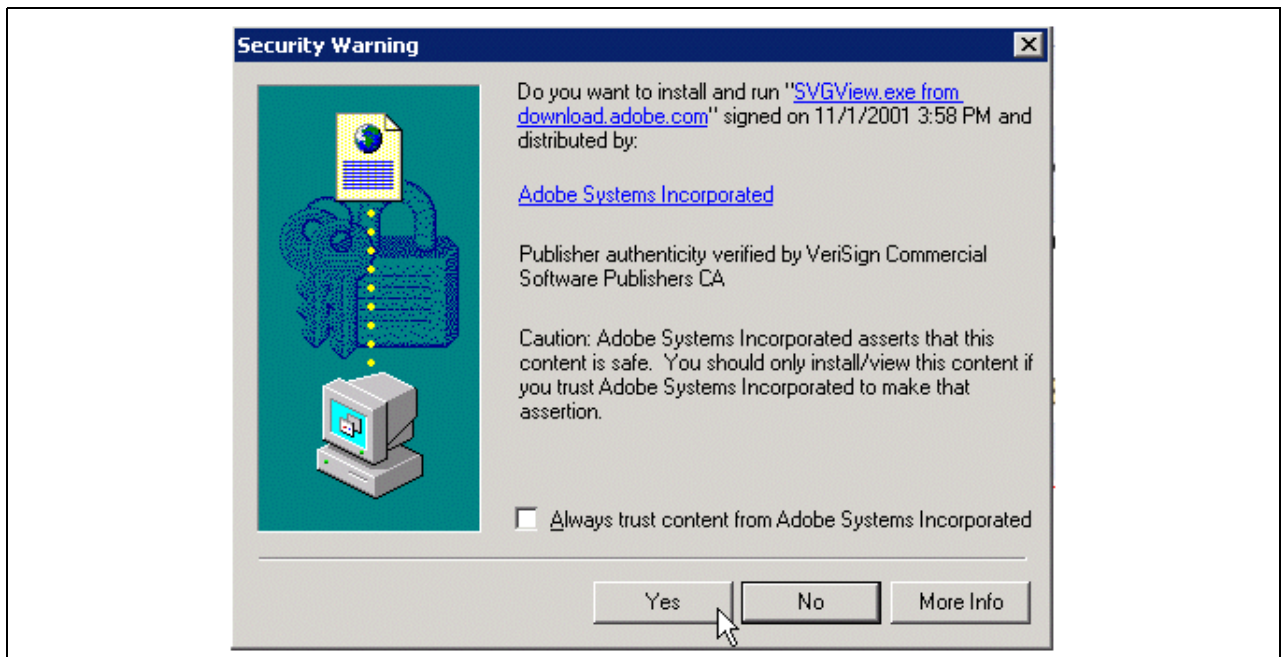 Security Warning
Do you want to install and run "SVGView.exe from
download.adobe.com" signed on 11/1/2001 3:58 PM and
distributed by:
Adobe Systems Incorporated
Publisher authenticity verified by VeriSign Commercial
Software Publishers CA
Caution: Adobe Systems Incorporated asserts that this
content is safe. You should only install/view this content if
you trust Adobe Systems Incorporated to make that
assertion.
Always trust content from Adobe Systems Incorporated
Yes No More Info